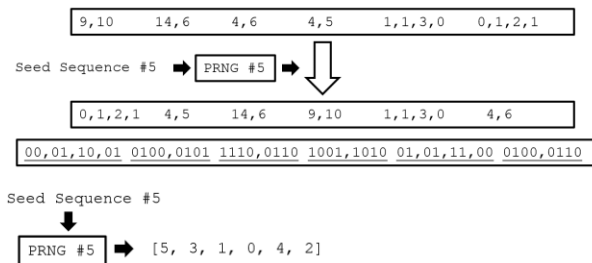 9,10 14,6 4,6 4,5 1,1,3,0 0,1,2,1
Seed Sequence #5 PRNG #5
0,1,2,1 4,5 14,6 9,10 1,1,3,0 4,6
00,01,10,01 0100,0101 1110,0110 1001,1010 01,01,11,00 0100,0110
Seed Sequence #5
PRNG #5 [5, 3, 1, 0, 4, 2]